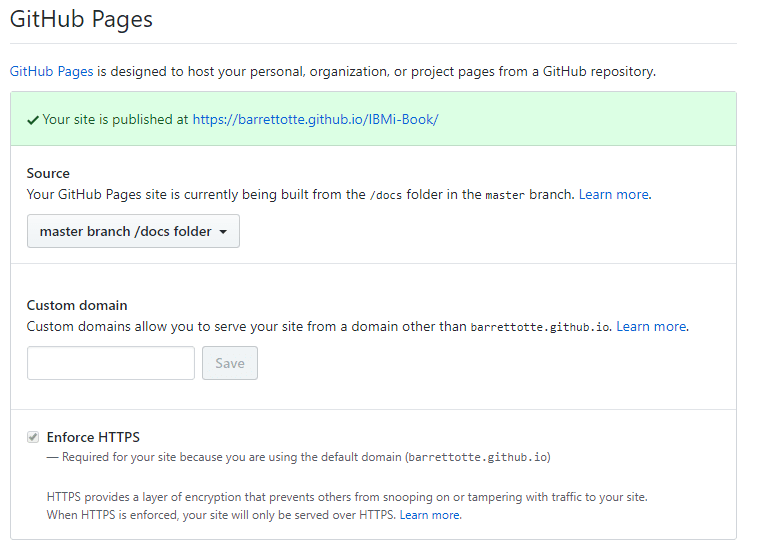 GitHub Pages
GitHub Pages is designed to host your personal, organization, or project pages from a GitHub repository.
Your site is published at https://barrettotte.github.io/IBMi-Book/
Source
Your GitHub Pages site is currently being built from the /docs folder in the master branch. Learn more.
master branch /docs folder
Custom domain
Custom domains allow you to serve your site from a domain other than barrettotte.github.io. Learn more.
Save
Enforce HTTPS
— Required for your site because you are using the default domain (barrettotte.github.io)
HTTPS provides a layer of encryption that prevents others from snooping on or tampering with traffic to your site.
When HTTPS is enforced, your site will only be served over HTTPS. Learn more.